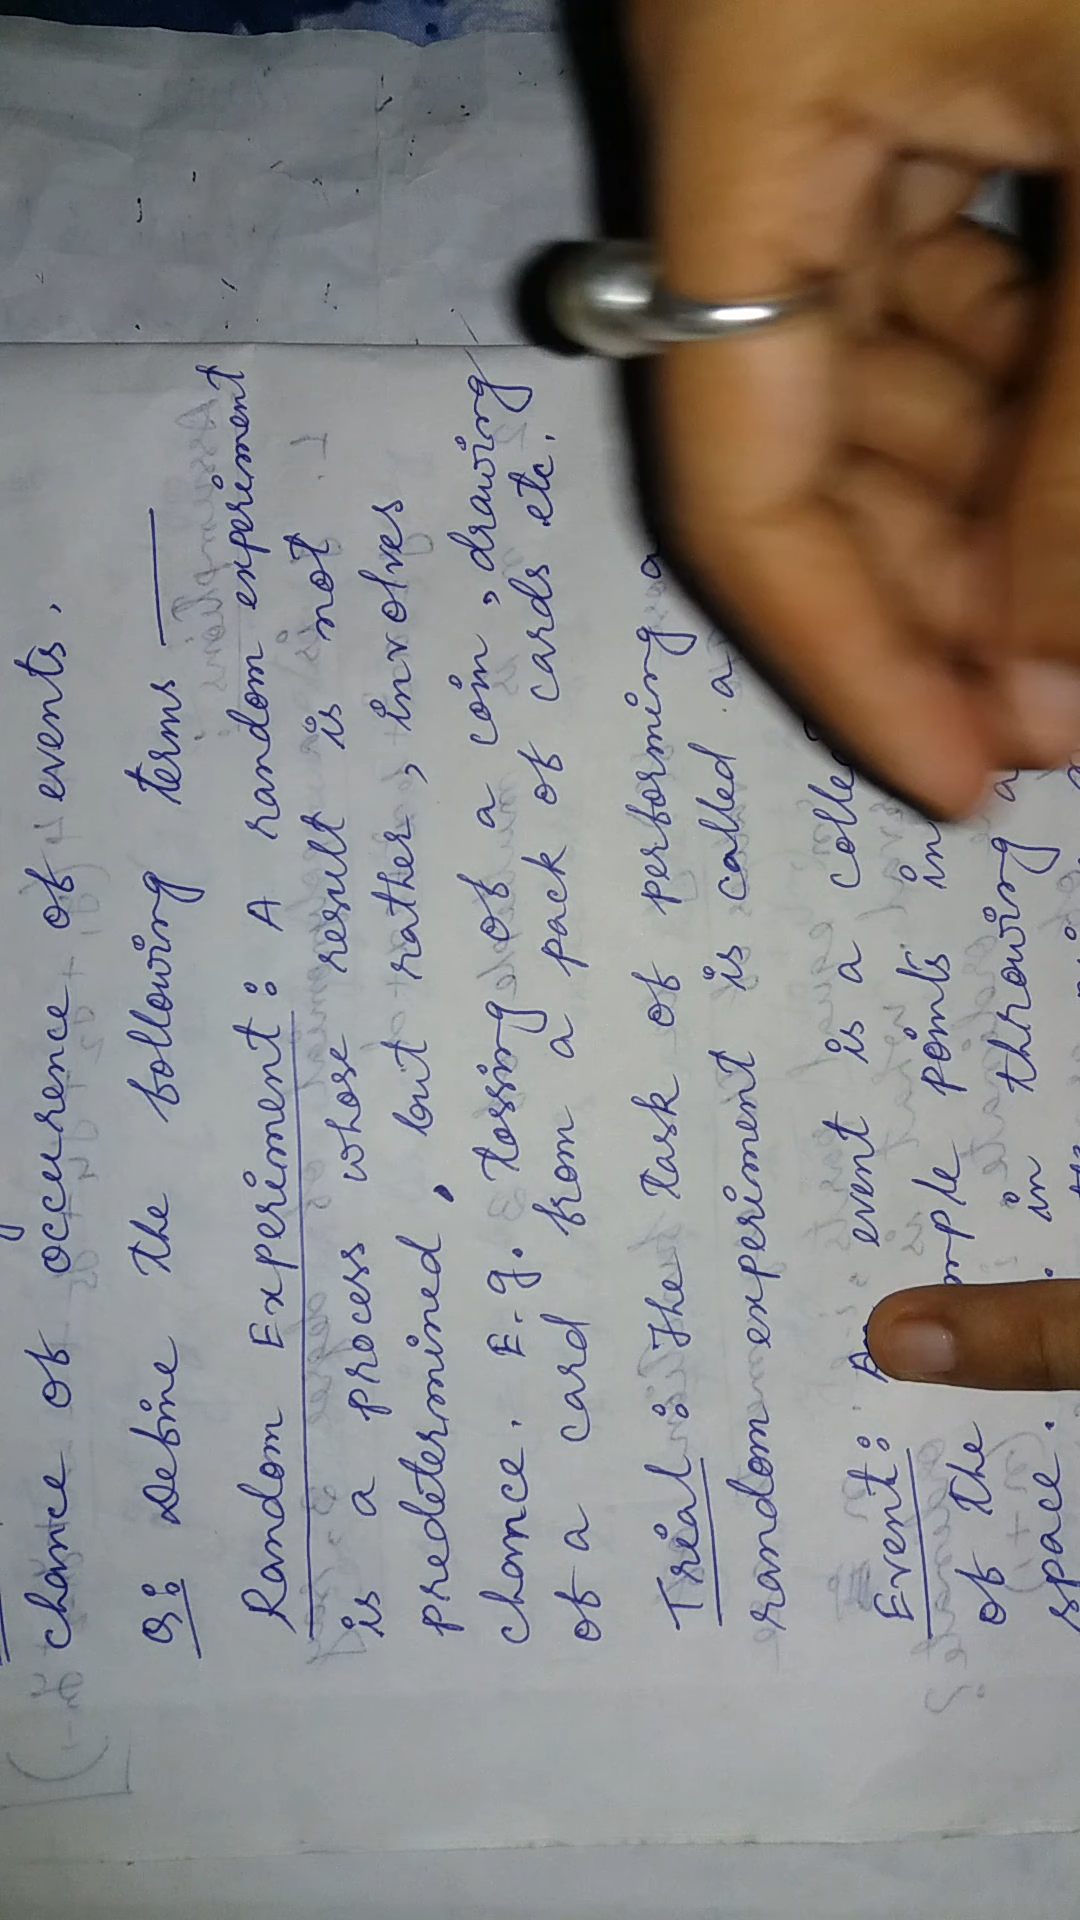 chance of occurence of events.
Q: Define the following terms —
Random Experiment: A random experiment
is a process whose result is not
predetermined, but rather, involves
chance. E.g. tossing of a coin, drawing
of a card from a pack of cards etc.
Trial: The task of performing a
random experiment is called a
Event: event is a
of the points in
space. in throwing a